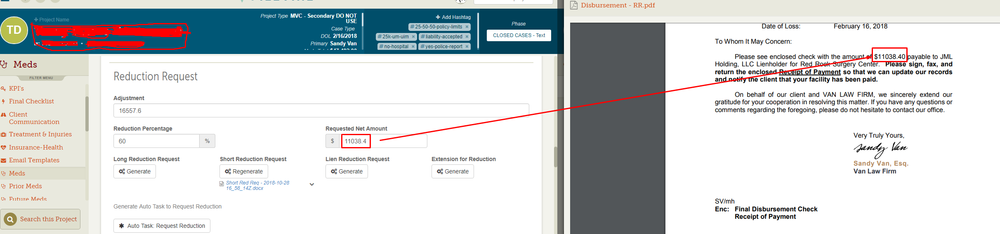 Disbursement - RR.pdf
TD
Project Name
Project Type MVC - Secondary DO NOT
USE
Case Type
DOL 2/16/2018
Primary Sandy Van
Add Hashtag
#25-50-50-policy-limits ×
#25k-um-uim × #liability-accepted ×
#no-hospital × #yes-police-report ×
Phase
CLOSED CASES - Text
Meds
FILTER MENU
KPI's
Final Checklist
Client
Communication
Treatment & Injuries
Insurance-Health
Email Templates
Meds
Prior Meds
Future Meds
Search this Project
Reduction Request
Adjustment
16557.6
Reduction Percentage
60 %
Requested Net Amount
$ 11038.4
Long Reduction Request
Generate
Short Reduction Request
Regenerate
Short Red Req - 2018-10-28
16_58_14Z.docx
Lien Reduction Request
Generate
Extension for Reduction
Generate
Generate Auto Task to Request Reduction
Auto Task: Request Reduction
Date of Loss: February 16, 2018
To Whom It May Concern:
Please see enclosed check with the amount of $11038.40 payable to JML
Holding, LLC Lienholder for Red Rock Surgery Center. Please sign, fax, and
return the enclosed Receipt of Payment so that we can update our records
and notify the client that your facility has been paid.
On behalf of our client and VAN LAW FIRM, we sincerely extend our
gratitude for your cooperation in resolving this matter. If you have any questions or
comments regarding the foregoing, please do not hesitate to contact our office.
Very Truly Yours,
Sandy Van
Sandy Van, Esq.
Van Law Firm
SV/mh
Enc: Final Disbursement Check
Receipt of Payment